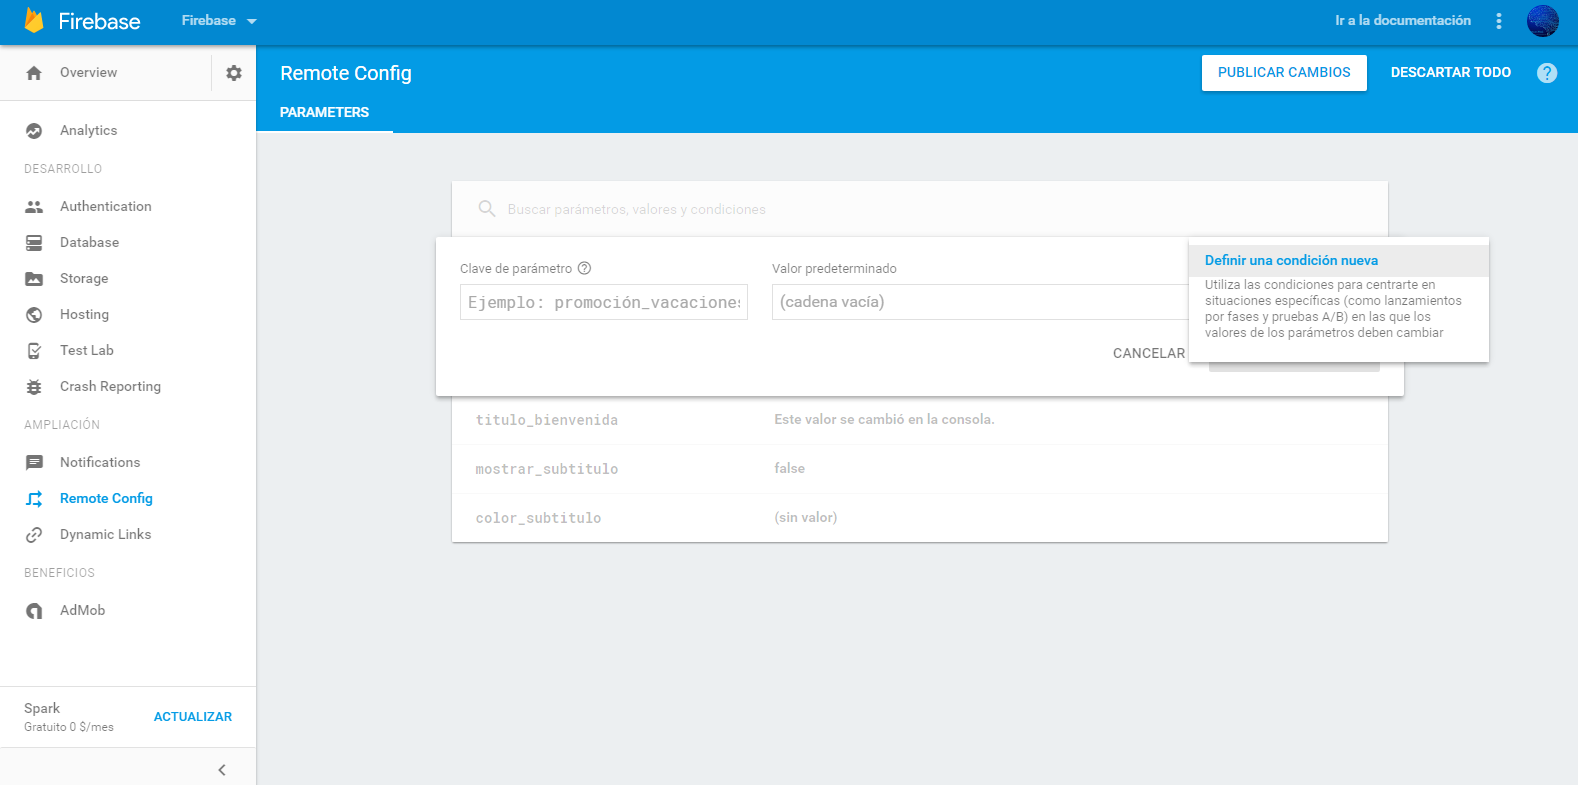 Firebase
Firebase
Ir a la documentación
Overview
Remote Config
PUBLICAR CAMBIOS
DESCARTAR TODO
?
PARAMETERS
Analytics
DESARROLLO
Authentication
Database
Storage
Hosting
Test Lab
Crash Reporting
AMPLIACIÓN
Notifications
Remote Config
Dynamic Links
BENEFICIOS
AdMob
Spark
Gratuito 0 $/mes
ACTUALIZAR
Buscar parámetros, valores y condiciones
Clave de parámetro ?
Valor predeterminado
Ejemplo: promoción_vacaciones
(cadena vacía)
Definir una condición nueva
Utiliza las condiciones para centrarte en
situaciones específicas (como lanzamientos
por fases y pruebas A/B) en las que los
valores de los parámetros deben cambiar
CANCELAR
titulo_bienvenida
Este valor se cambió en la consola.
mostrar_subtitulo
false
color_subtitulo
(sin valor)